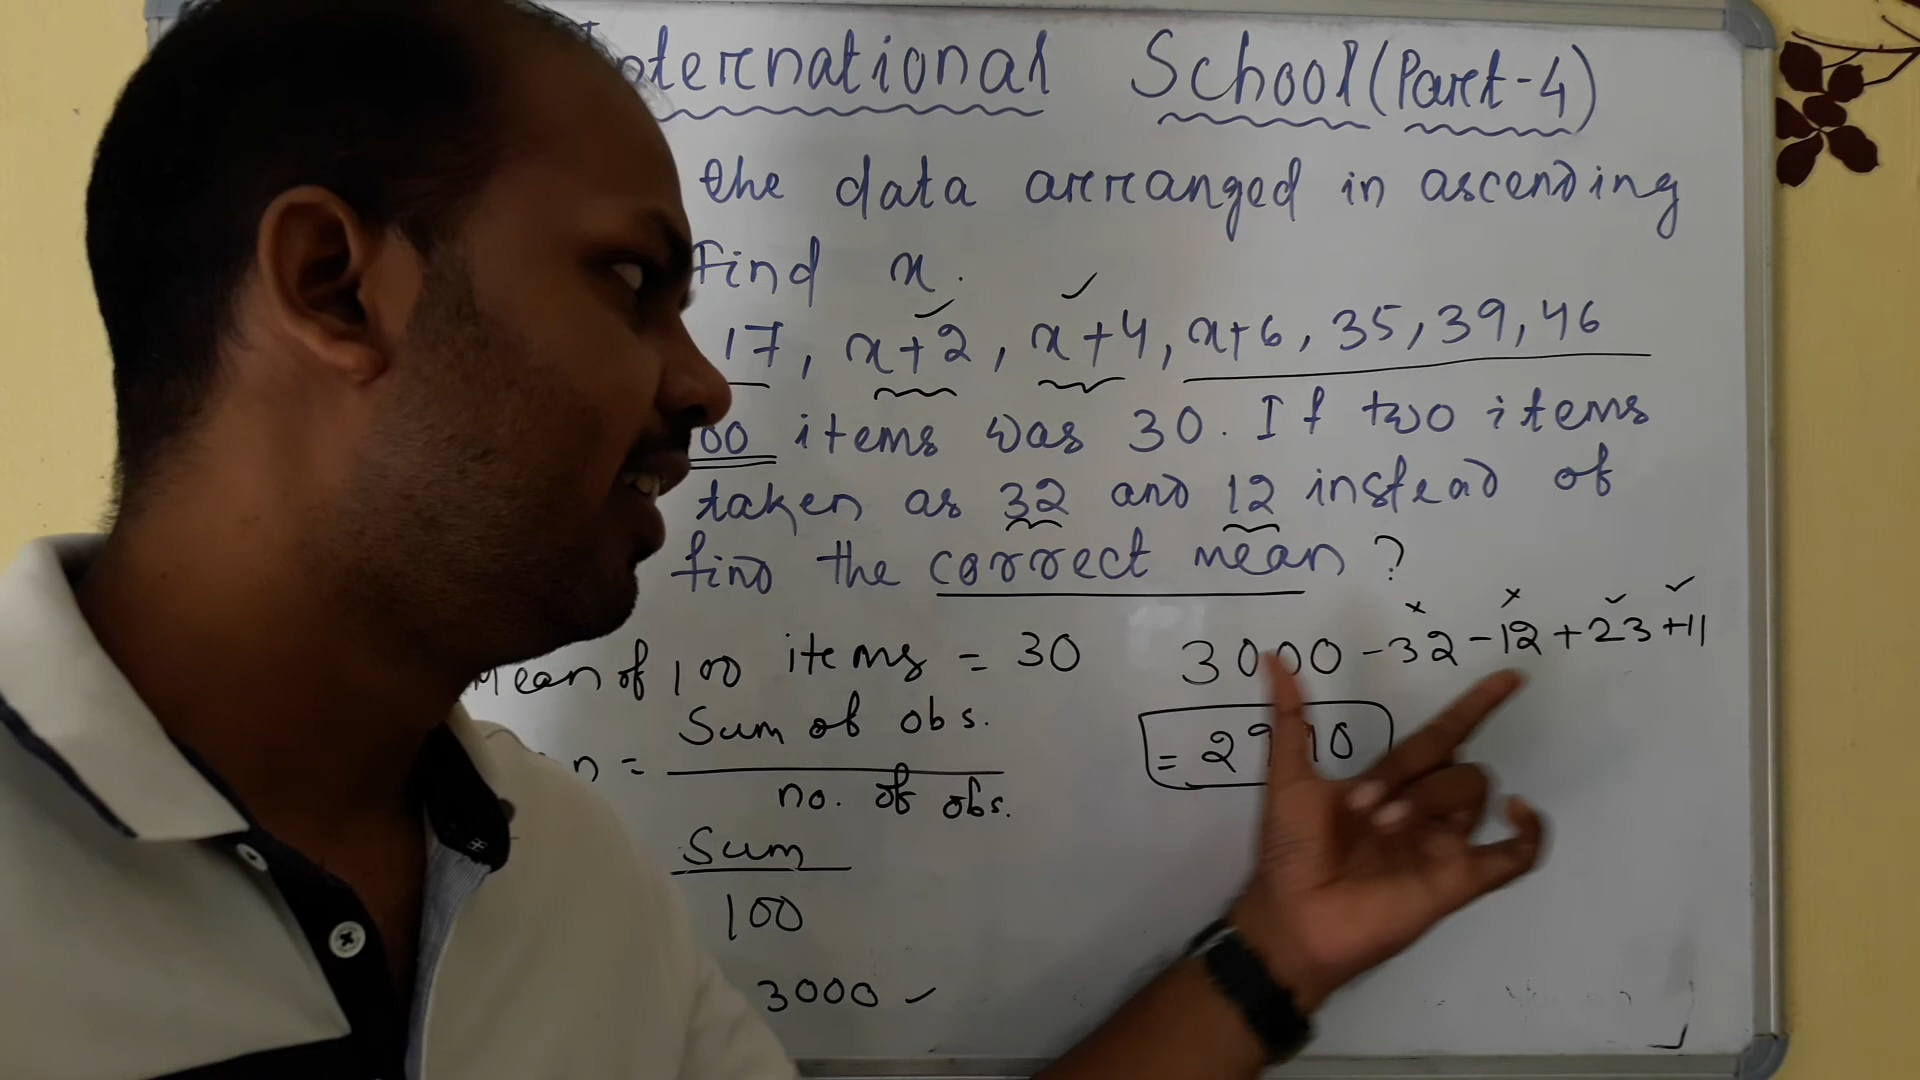 International School (Part-4)
the data arranged in ascending
Find x.
17, x+2, x+4, x+6, 35, 39, 46
items was 30. If two items
taken as 32 and 12 instead of
find the correct mean?
Mean of 100 items = 30
= Sum of obs.
no. of obs.
Sum
100
3000
3000 -32 -12 +23 +11